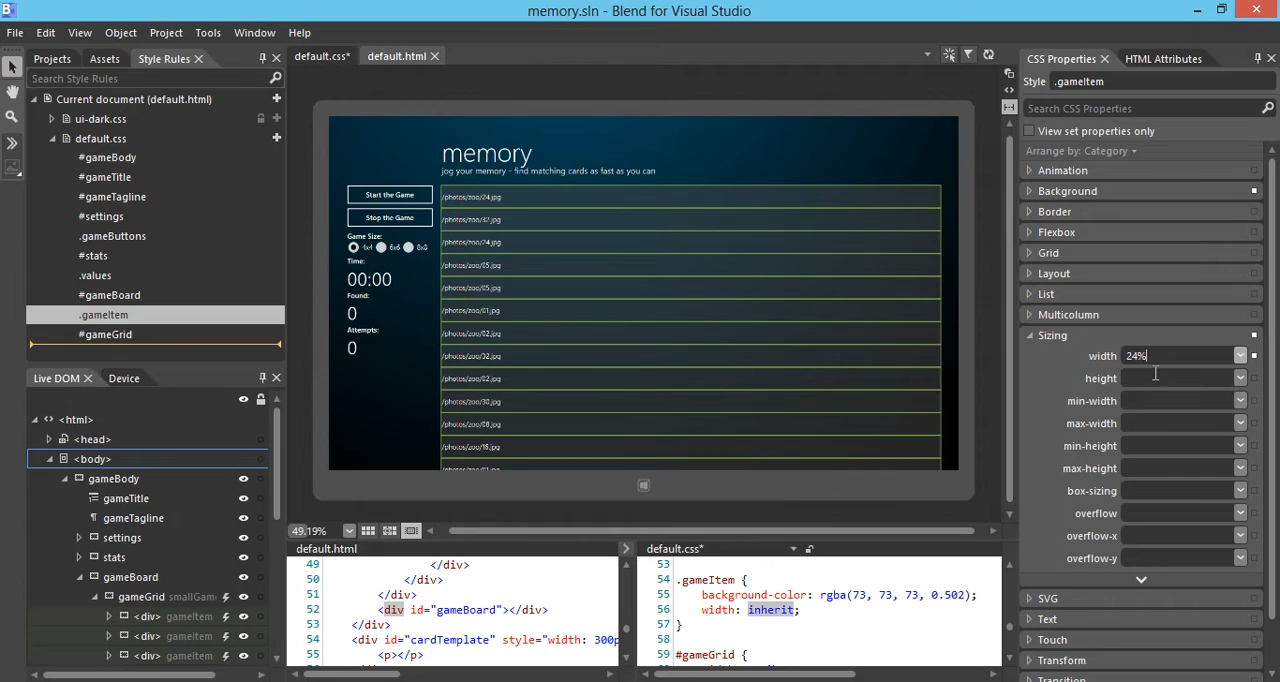 memory.sln - Blend for Visual Studio
File Edit View Object Project Tools Window Help
Projects Assets Style Rules
Search Style Rules
Current document (default.html)
ui-dark.css
default.css
#gameBody
#gameTitle
#gameTagline
#settings
.gameButtons
#stats
.values
#gameBoard
.gameItem
#gameGrid
Live DOM Device
<html>
<head>
<body>
gameBody
gameTitle
gameTagline
settings
stats
gameBoard
gameGrid smallGame
<div> gameItem
<div> gameItem
<div> gameItem
default.css* default.html
memory
jog your memory - find matching cards as fast as you can
Start the Game
Stop the Game
Game Size:
4x4 6x6 8x8
Time:
00:00
Found:
0
Attempts:
0
/photos/zoo/24.jpg
/photos/zoo/32.jpg
/photos/zoo/24.jpg
/photos/zoo/05.jpg
/photos/zoo/05.jpg
/photos/zoo/01.jpg
/photos/zoo/02.jpg
/photos/zoo/32.jpg
/photos/zoo/02.jpg
/photos/zoo/30.jpg
/photos/zoo/08.jpg
/photos/zoo/16.jpg
49.19%
default.html
49 </div>
50 </div>
51 </div>
52 <div id="gameBoard"></div>
53 </div>
54 <div id="cardTemplate" style="width: 300p
55 <p></p>
default.css*
53
54 .gameItem {
55 background-color: rgba(73, 73, 73, 0.502);
56 width: inherit;
57 }
58
59 #gameGrid {
CSS Properties HTML Attributes
Style .gameItem
Search CSS Properties
View set properties only
Arrange by: Category
Animation
Background
Border
Flexbox
Grid
Layout
List
Multicolumn
Sizing
width 24%
height
min-width
max-width
min-height
max-height
box-sizing
overflow
overflow-x
overflow-y
SVG
Text
Touch
Transform
Transition